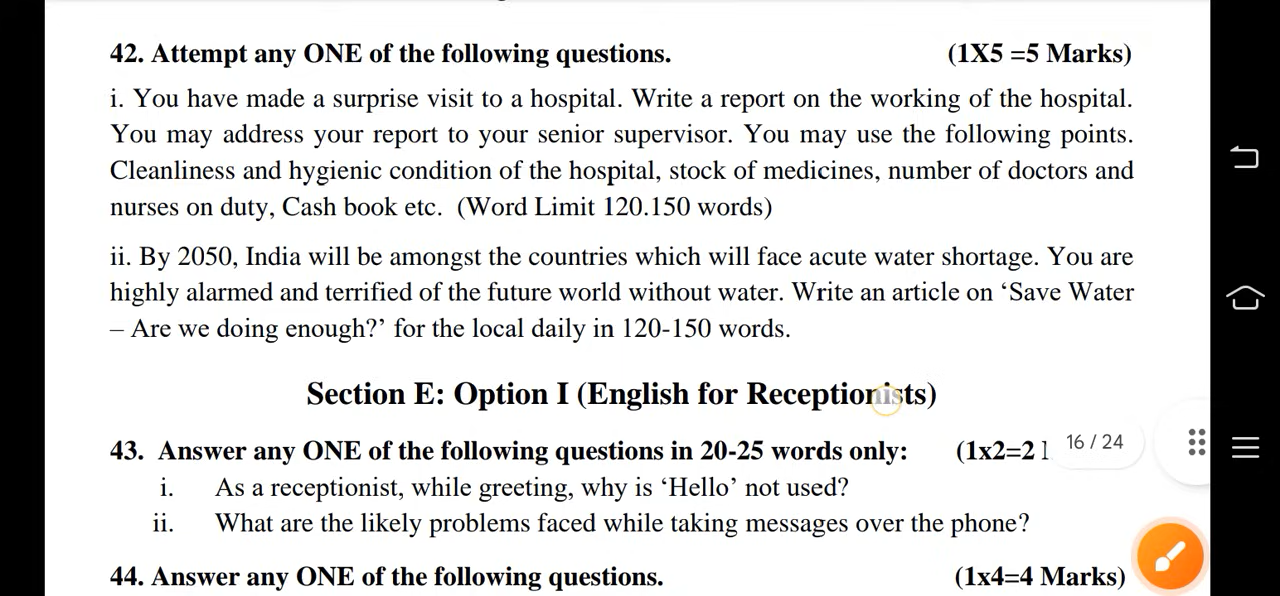 42. Attempt any ONE of the following questions. (1X5 =5 Marks)
i. You have made a surprise visit to a hospital. Write a report on the working of the hospital.
You may address your report to your senior supervisor. You may use the following points.
Cleanliness and hygienic condition of the hospital, stock of medicines, number of doctors and
nurses on duty, Cash book etc. (Word Limit 120.150 words)
ii. By 2050, India will be amongst the countries which will face acute water shortage. You are
highly alarmed and terrified of the future world without water. Write an article on ‘Save Water
– Are we doing enough?’ for the local daily in 120-150 words.
Section E: Option I (English for Receptionists)
43. Answer any ONE of the following questions in 20-25 words only: (1x2=2
16 / 24
i. As a receptionist, while greeting, why is ‘Hello’ not used?
ii. What are the likely problems faced while taking messages over the phone?
44. Answer any ONE of the following questions. (1x4=4 Marks)